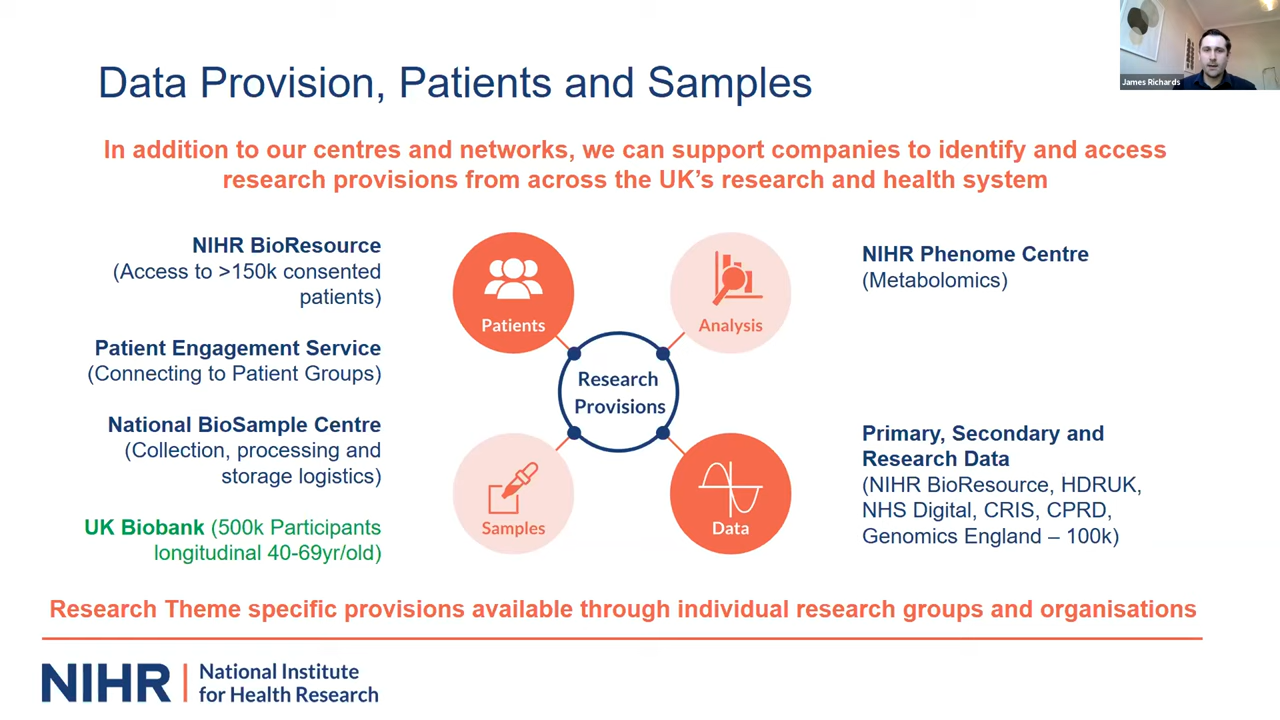 James Richards
Data Provision, Patients and Samples
In addition to our centres and networks, we can support companies to identify and access
research provisions from across the UK's research and health system
NIHR BioResource
(Access to >150k consented
patients)
Patient Engagement Service
(Connecting to Patient Groups)
National BioSample Centre
(Collection, processing and
storage logistics)
UK Biobank (500k Participants
longitudinal 40-69yr/old)
Patients
Analysis
Research
Provisions
Samples
Data
NIHR Phenome Centre
(Metabolomics)
Primary, Secondary and
Research Data
(NIHR BioResource, HDRUK,
NHS Digital, CRIS, CPRD,
Genomics England – 100k)
Research Theme specific provisions available through individual research groups and organisations
NIHR | National Institute
for Health Research